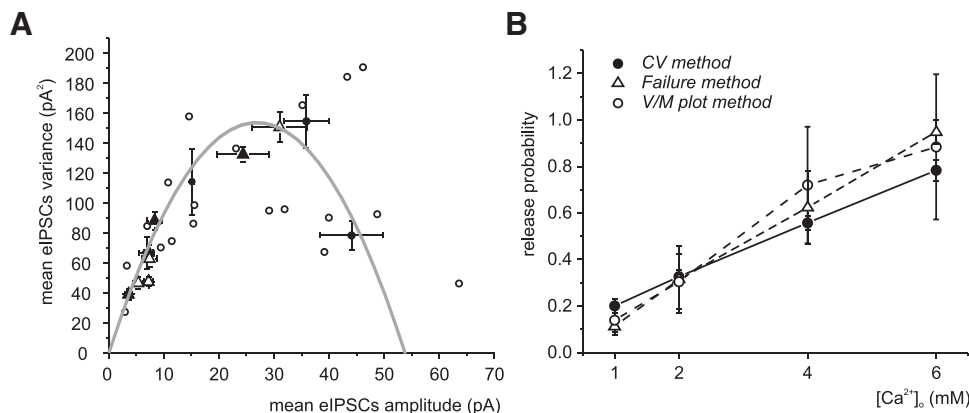 A
mean eIPSCs variance (pA²)
200
180
160
140
120
100
80
60
40
20
0
0 10 20 30 40 50 60 70
mean eIPSCs amplitude (pA)
B
release probability
CV method
Failure method
V/M plot method
1.2
1.0
0.8
0.6
0.4
0.2
0.0
1 2 4 6
[Ca²⁺]ₒ (mM)